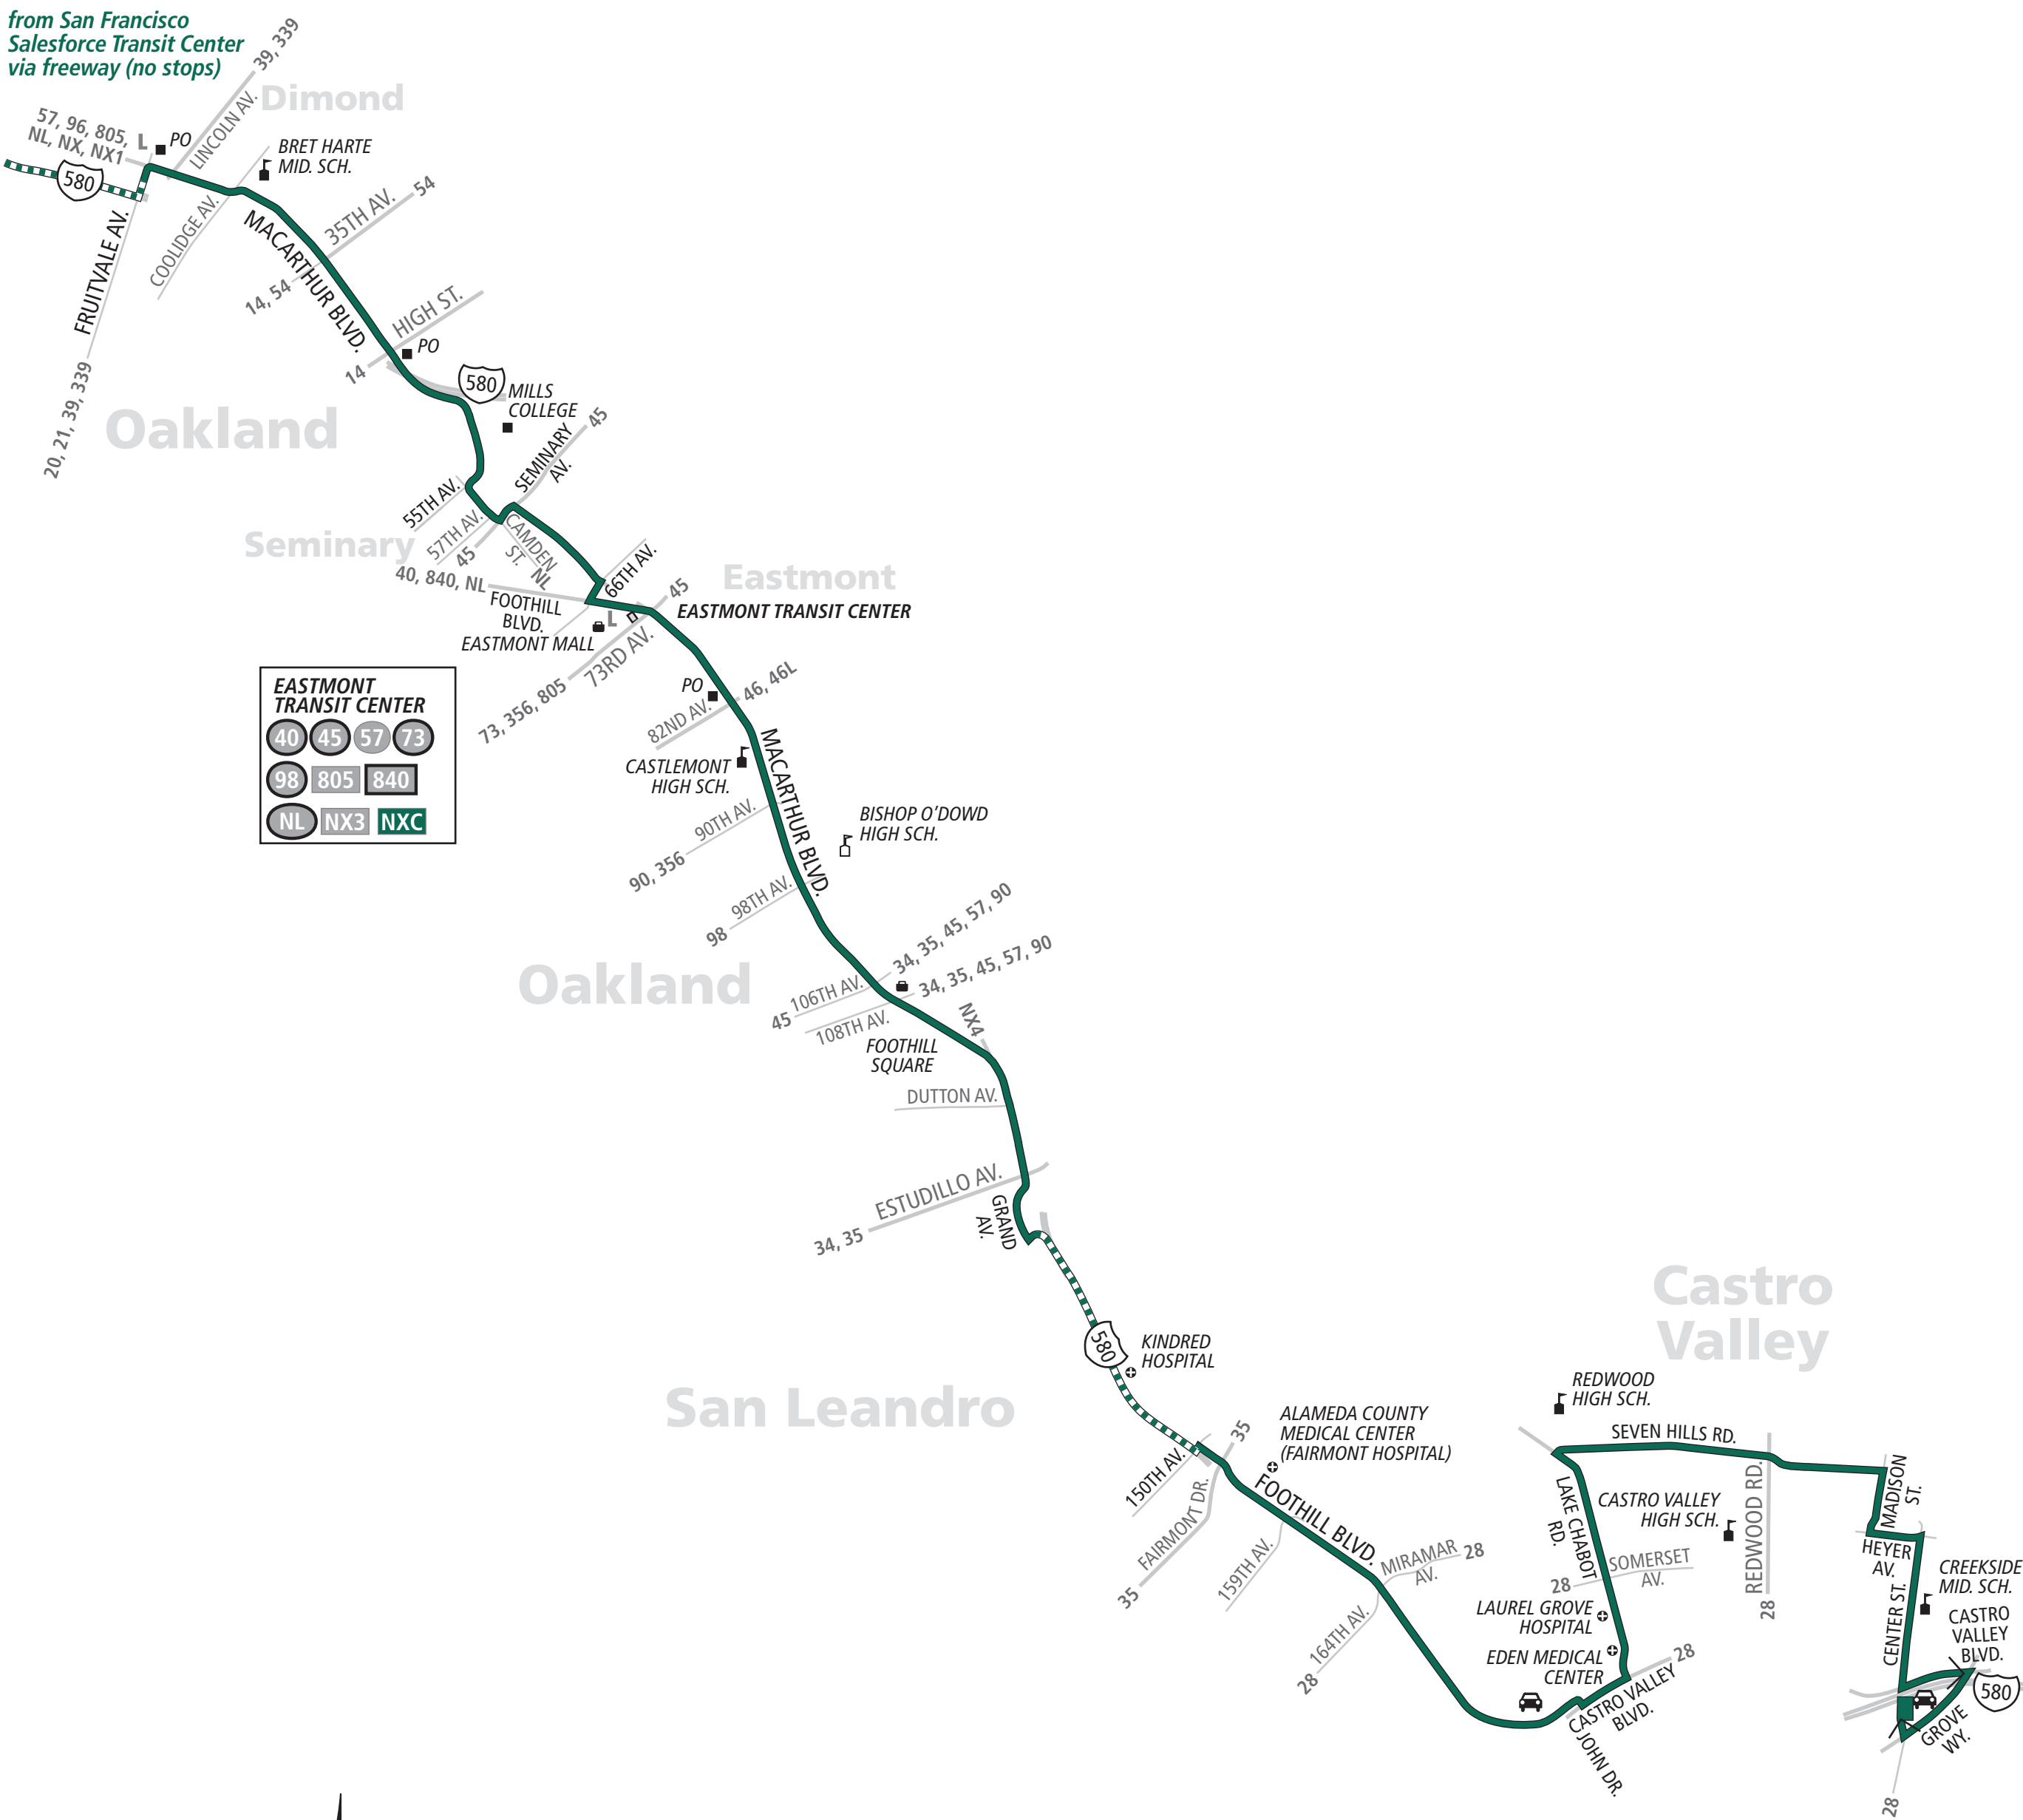 from San Francisco
Salesforce Transit Center
via freeway (no stops)
39, 339
LINCOLN AV.
Dimond
57, 96, 805,
NL, NX, NX1
L
PO
BRET HARTE
MID. SCH.
580
COOLIDGE AV.
FRUITVALE AV.
20, 21, 39, 339
MACARTHUR BLVD.
35TH AV.
54
14, 54
HIGH ST.
14
PO
580
MILLS
COLLEGE
Oakland
SEMINARY
AV.
45
55TH AV.
57TH AV.
45
Seminary
CAMDEN
ST.
NL
66TH AV.
40, 840, NL
FOOTHILL
BLVD.
Eastmont
45
EASTMONT TRANSIT CENTER
L
EASTMONT MALL
73RD AV.
73, 356, 805
EASTMONT
TRANSIT CENTER
40
45
57
73
98
805
840
NL
NX3
NXC
PO
46, 46L
82ND AV.
CASTLEMONT
HIGH SCH.
MACARTHUR BLVD.
90TH AV.
90, 356
BISHOP O’DOWD
HIGH SCH.
98TH AV.
98
Oakland
34, 35, 45, 57, 90
34, 35, 45, 57, 90
106TH AV.
45
108TH AV.
NX4
FOOTHILL
SQUARE
DUTTON AV.
ESTUDILLO AV.
34, 35
GRAND
AV.
580
KINDRED
HOSPITAL
San Leandro
150TH AV.
35
ALAMEDA COUNTY
MEDICAL CENTER
(FAIRMONT HOSPITAL)
FAIRMONT DR.
35
FOOTHILL BLVD.
159TH AV.
MIRAMAR
AV.
28
164TH AV.
28
Castro
Valley
REDWOOD
HIGH SCH.
SEVEN HILLS RD.
LAKE CHABOT
RD.
CASTRO VALLEY
HIGH SCH.
REDWOOD RD.
28
MADISON
ST.
HEYER
AV.
28
SOMERSET
AV.
LAUREL GROVE
HOSPITAL
EDEN MEDICAL
CENTER
28
CASTRO VALLEY
BLVD.
JOHN DR.
CENTER ST.
CREEKSIDE
MID. SCH.
CASTRO
VALLEY
BLVD.
580
GROVE
WY.
28